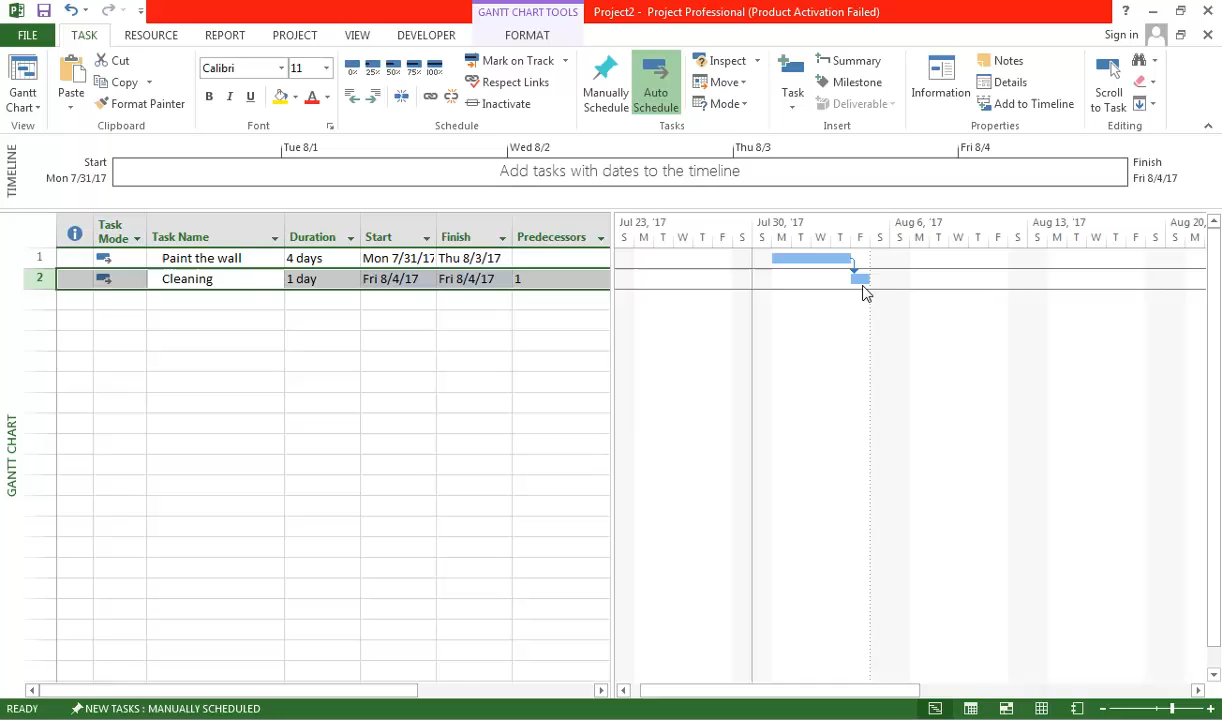 GANTT CHART TOOLS
Project2 - Project Professional (Product Activation Failed)
?
FILE
TASK
RESOURCE
REPORT
PROJECT
VIEW
DEVELOPER
FORMAT
Sign in
Gantt
Chart
View
Paste
Cut
Copy
Format Painter
Clipboard
Calibri
11
B I U
A
Font
0% 25% 50% 75% 100%
Mark on Track
Respect Links
Inactivate
Schedule
Manually
Schedule
Auto
Schedule
Inspect
Move
Mode
Tasks
Task
Summary
Milestone
Deliverable
Insert
Information
Notes
Details
Add to Timeline
Properties
Scroll
to Task
Editing
TIMELINE
Start
Mon 7/31/17
Tue 8/1
Wed 8/2
Thu 8/3
Fri 8/4
Add tasks with dates to the timeline
Finish
Fri 8/4/17
GANTT CHART
Task Mode
Task Name
Duration
Start
Finish
Predecessors
1 Paint the wall 4 days Mon 7/31/17 Thu 8/3/17
2 Cleaning 1 day Fri 8/4/17 Fri 8/4/17 1
Jul 23, '17 Jul 30, '17 Aug 6, '17 Aug 13, '17 Aug 20,
S M T W T F S S M T W T F S S M T W T F S S M T W T F S S M
READY
NEW TASKS : MANUALLY SCHEDULED